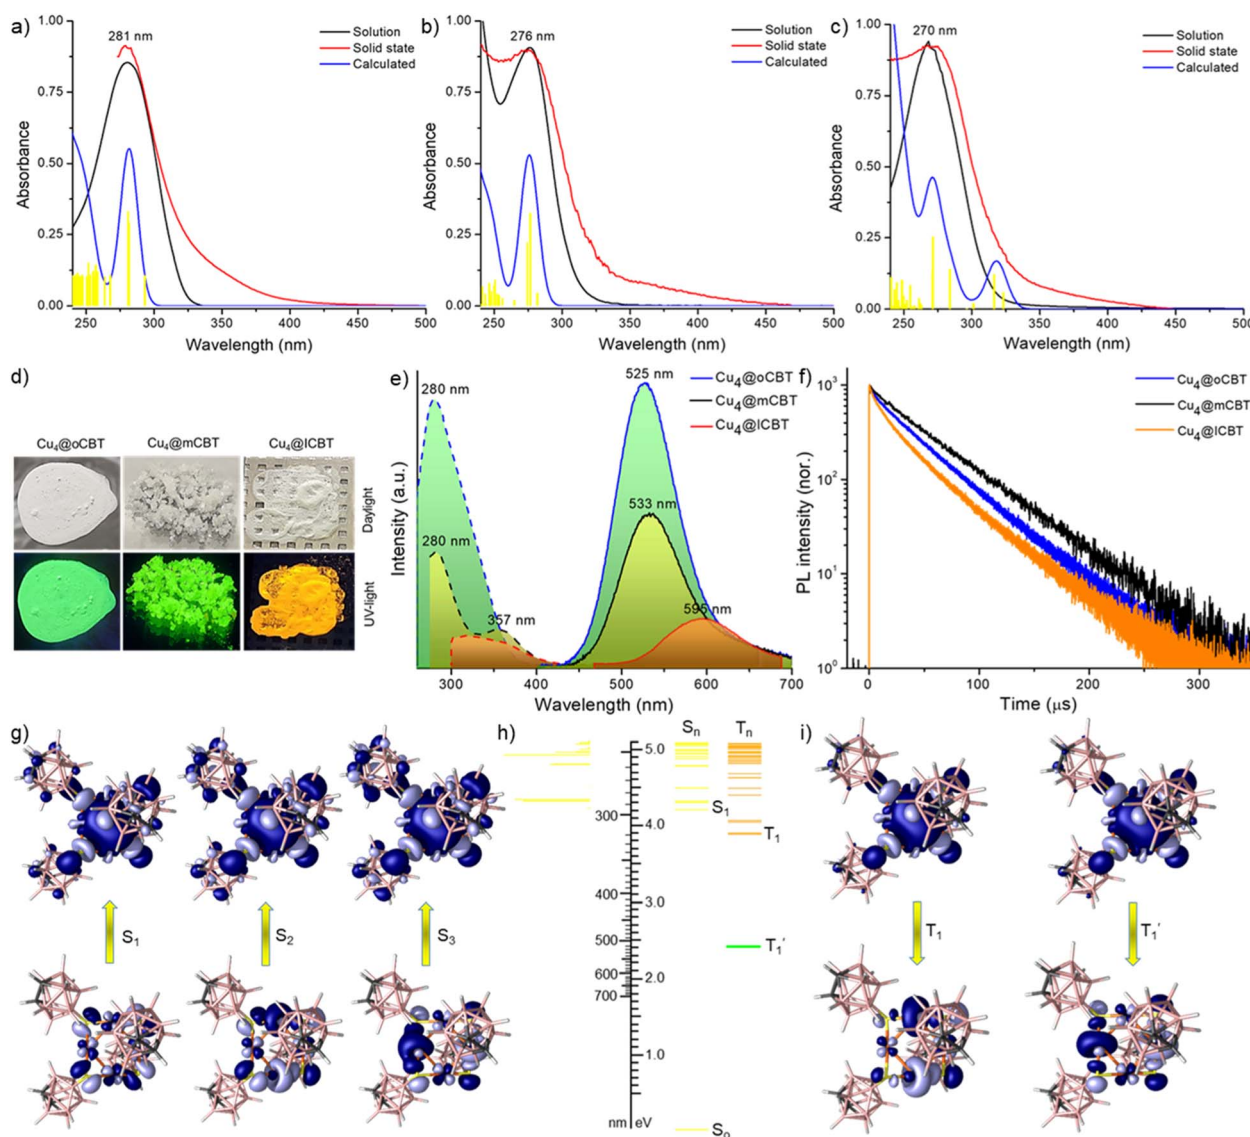 a)
281 nm
Solution
Solid state
Calculated
1.00
0.75
0.50
0.25
0.00
Absorbance
250 300 350 400 450 500
Wavelength (nm)
b)
276 nm
Solution
Solid state
Calculated
1.00
0.75
0.50
0.25
0.00
Absorbance
250 300 350 400 450 500
Wavelength (nm)
c)
270 nm
Solution
Solid state
Calculated
1.00
0.75
0.50
0.25
0.00
Absorbance
250 300 350 400 450 500
Wavelength (nm)
d)
Cu₄@oCBT Cu₄@mCBT Cu₄@lCBT
Daylight
UV-light
e)
280 nm
525 nm
Cu₄@oCBT
Cu₄@mCBT
Cu₄@lCBT
533 nm
280 nm
357 nm
595 nm
Intensity (a.u.)
300 400 500 600 700
Wavelength (nm)
f)
Cu₄@oCBT
Cu₄@mCBT
Cu₄@lCBT
10³
10²
10¹
10⁰
PL intensity (nor.)
0 100 200 300
Time (μs)
g)
S₁
S₂
S₃
h)
Sₙ Tₙ
5.0
S₁
300
4.0
T₁
400
3.0
500
T₁'
600
2.0
700
1.0
nm eV
S₀
i)
T₁
T₁'